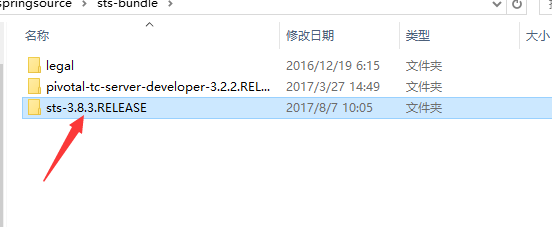 springsource › sts-bundle ›
名称 修改日期 类型 大小
legal 2016/12/19 6:15 文件夹
pivotal-tc-server-developer-3.2.2.REL... 2017/3/27 14:49 文件夹
sts-3.8.3.RELEASE 2017/8/7 10:05 文件夹